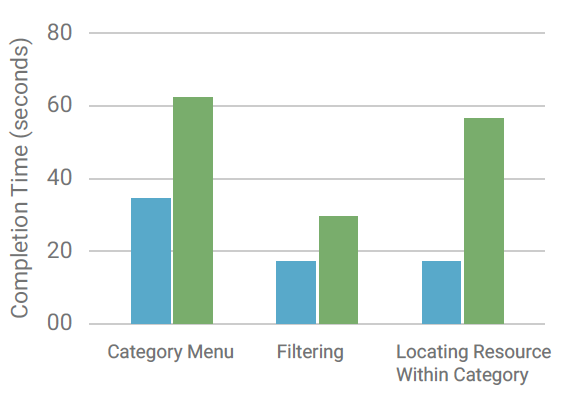 80
60
40
20
00
Completion Time (seconds)
Category Menu
Filtering
Locating Resource
Within Category